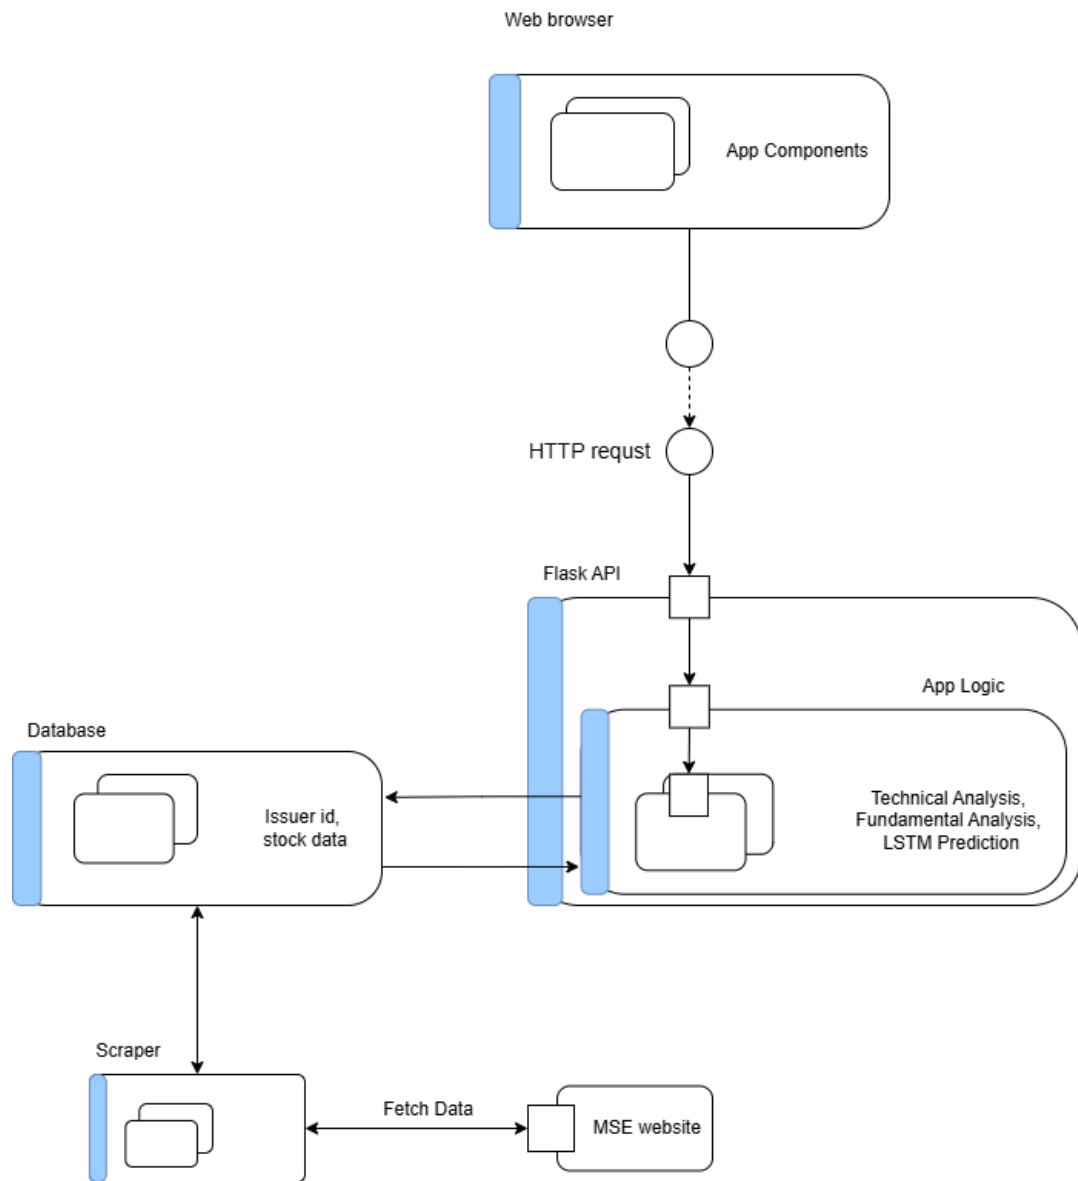 Web browser
App Components
HTTP requst
Flask API
App Logic
Database
Issuer id,
stock data
Technical Analysis,
Fundamental Analysis,
LSTM Prediction
Scraper
Fetch Data
MSE website